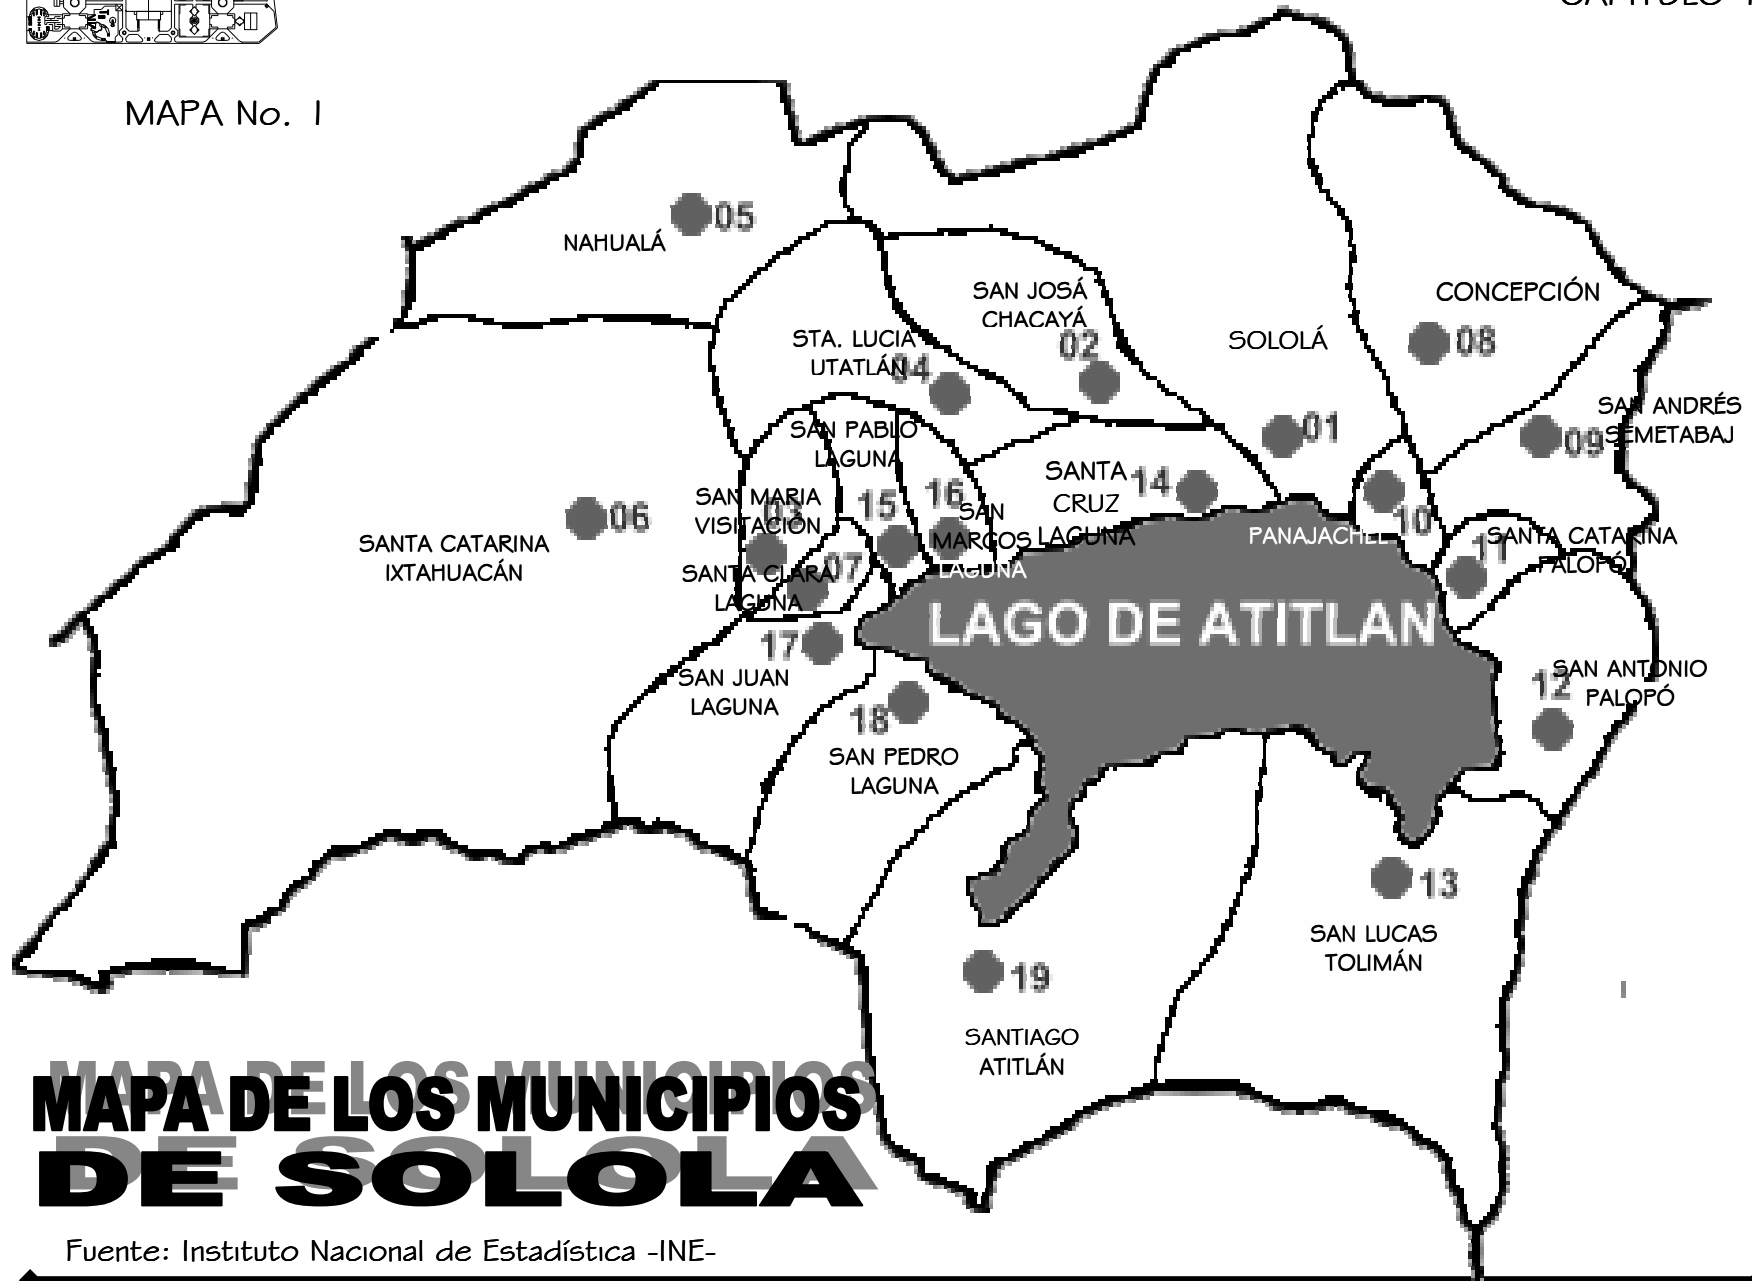 MAPA No. 1
05
NAHUALÁ
SAN JOSÁ
CHACAYÁ
02
CONCEPCIÓN
08
STA. LUCIA
UTATLÁN
04
SOLOLÁ
01
SAN ANDRÉS
SEMETABAJ
09
SAN PABLO
LAGUNA
15
SANTA
CRUZ
LAGUNA
14
16
SAN
MARCOS
LAGUNA
SAN MARIA
VISITACIÓN
03
06
SANTA CATARINA
IXTAHUACÁN
PANAJACHEL
10
SANTA CATARINA
PALOPÓ
11
SANTA CLARA
LAGUNA
07
LAGO DE ATITLAN
17
SAN JUAN
LAGUNA
SAN ANTONIO
PALOPÓ
12
18
SAN PEDRO
LAGUNA
13
SAN LUCAS
TOLIMÁN
19
SANTIAGO
ATITLÁN
MAPA DE LOS MUNICIPIOS
DE SOLOLA
Fuente: Instituto Nacional de Estadística -INE-